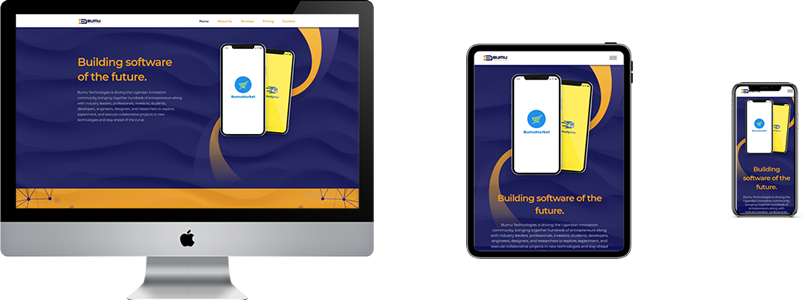 BUMU
Home About Us Services Pricing Contact
Building software
of the future.
Bumu Technologies is driving the Ugandan innovation
community, bringing together hundreds of entrepreneurs along
with industry leaders, professionals, investors, students,
developers, engineers, designers, and researchers to explore,
experiment, and execute collaborative projects in new
technologies and stay ahead of the curve.
BumuMarket
BUMU
BumuMarket
Building software of the
future.
Bumu Technologies is driving the Ugandan innovation
community, bringing together hundreds of entrepreneurs along
with industry leaders, professionals, investors, students, developers,
engineers, designers, and researchers to explore, experiment, and
execute collaborative projects in new technologies and stay ahead
BUMU
BumuMarket
Building
software of the
future.
Bumu Technologies is driving the
Ugandan innovation community,
bringing together hundreds of
entrepreneurs along with